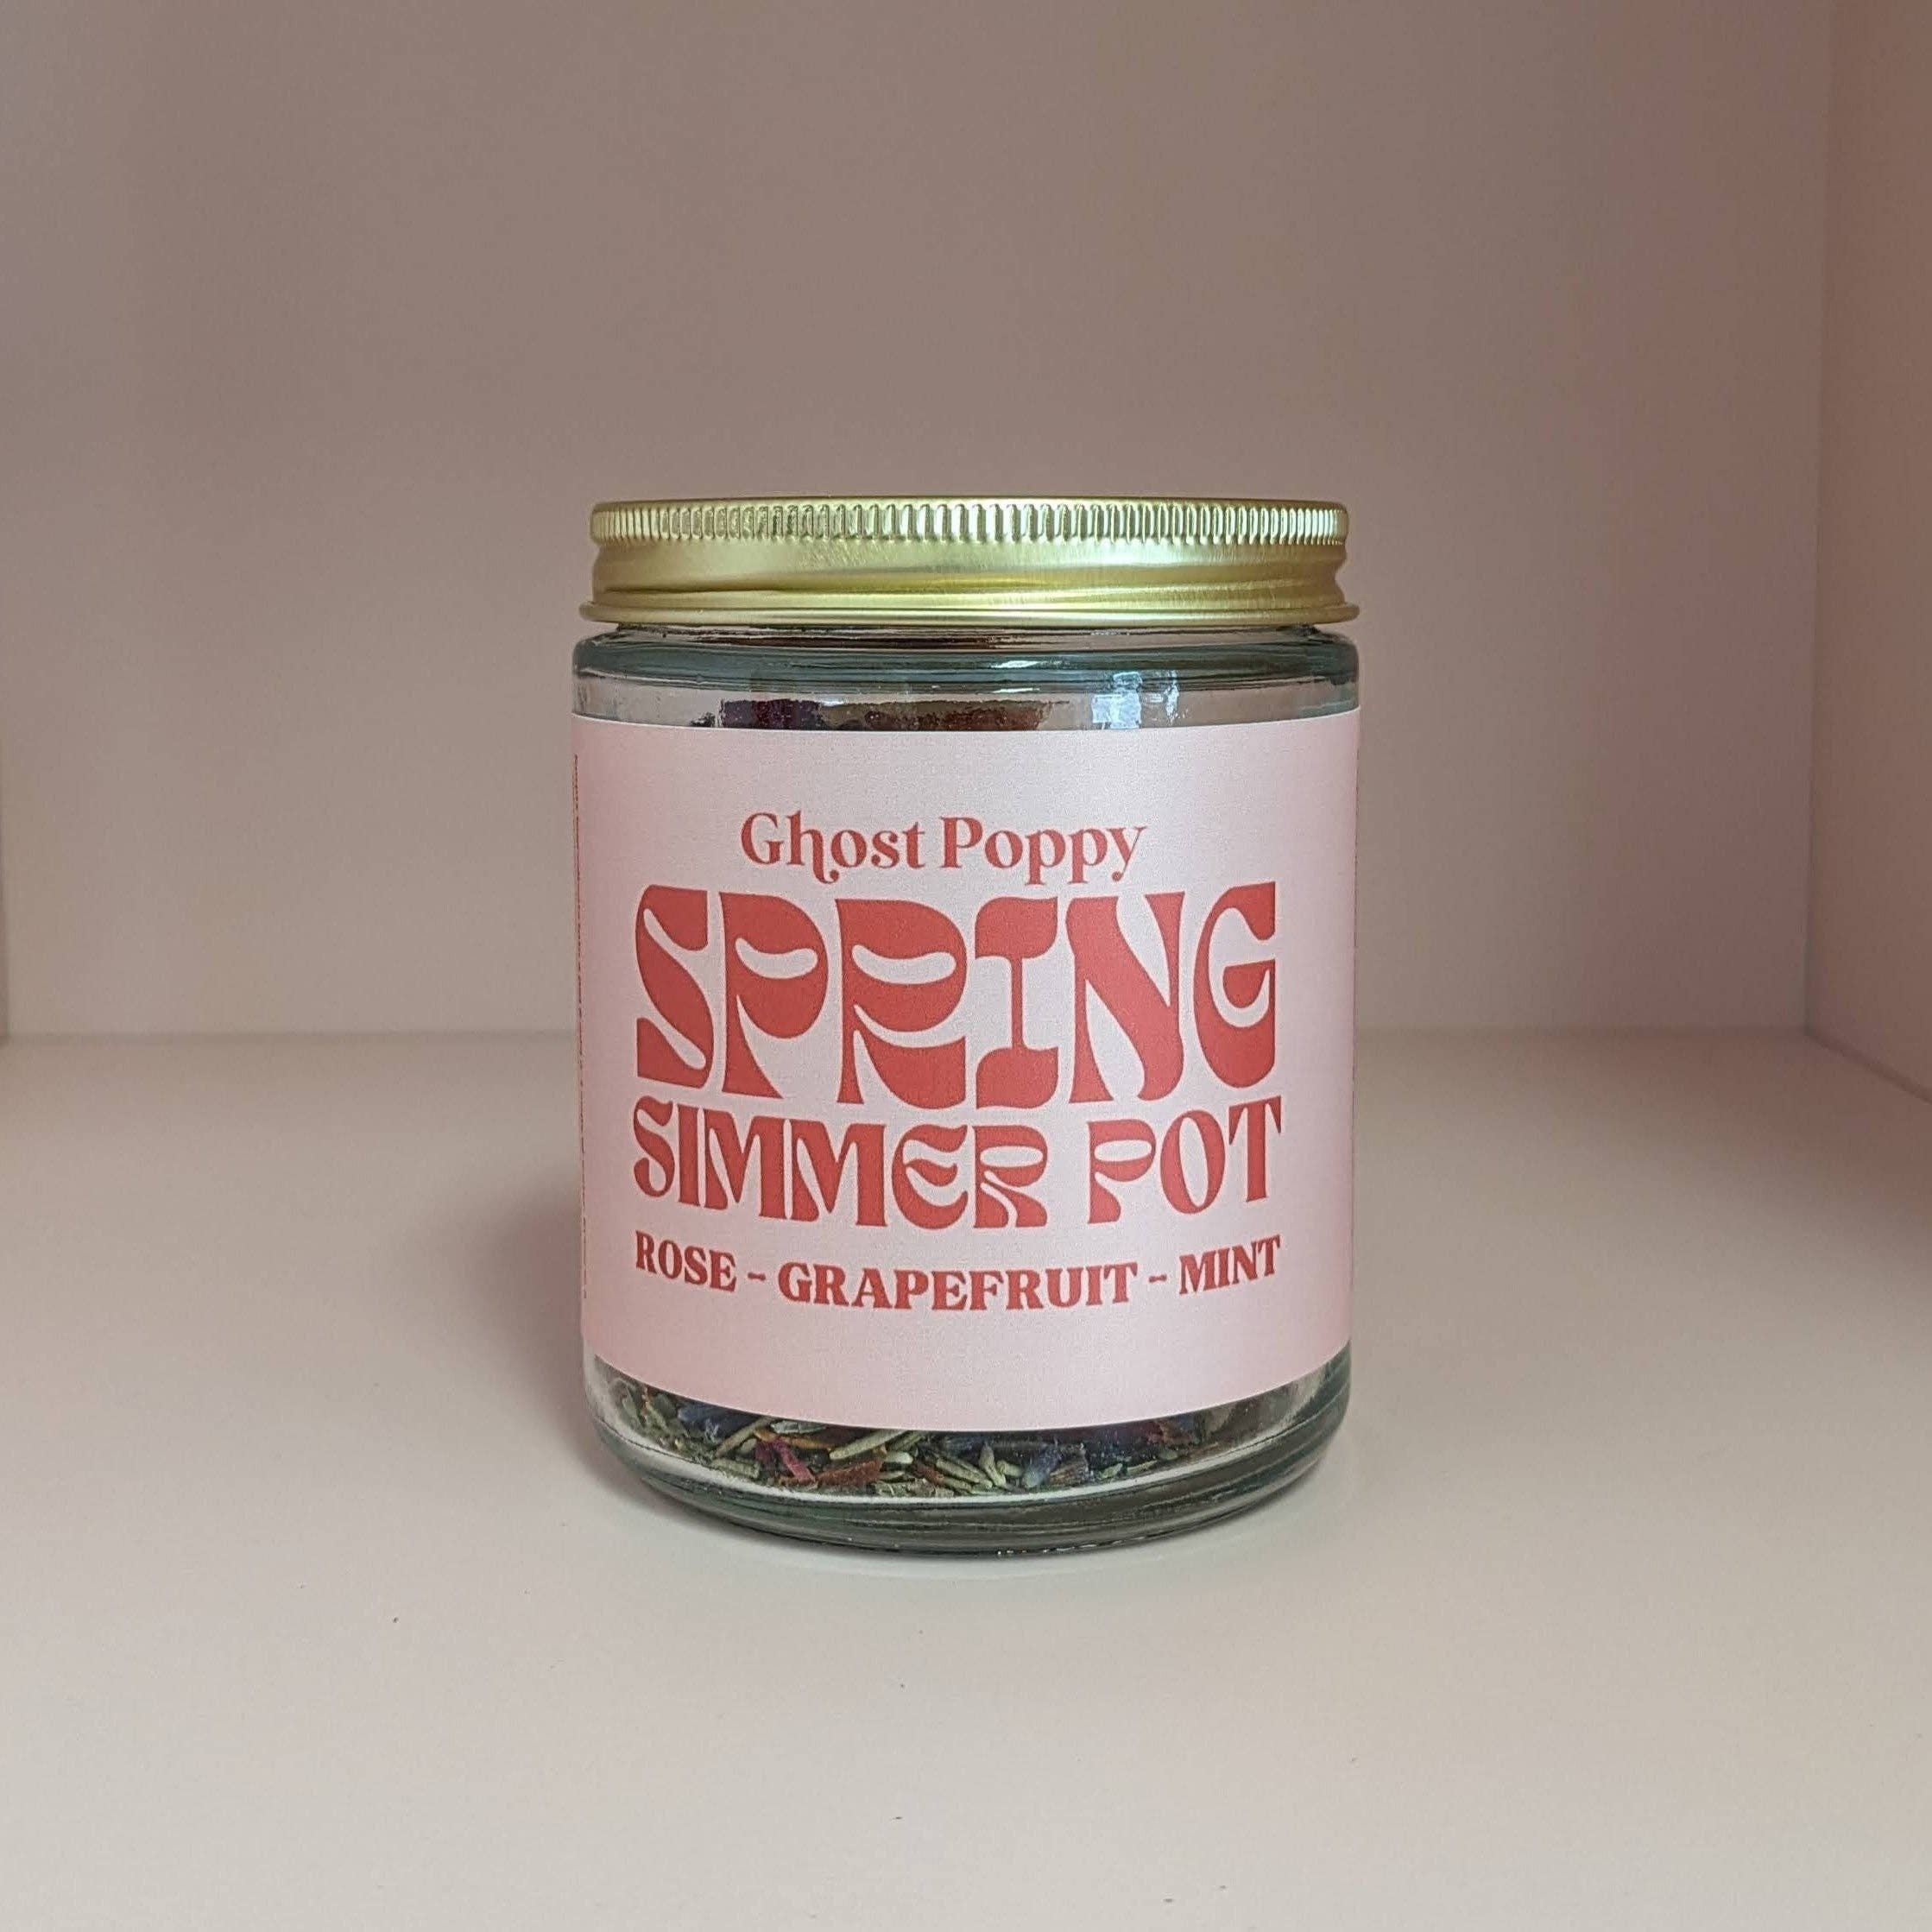 Ghost Poppy
SPRING
SIMMER POT
ROSE - GRAPEFRUIT - MINT